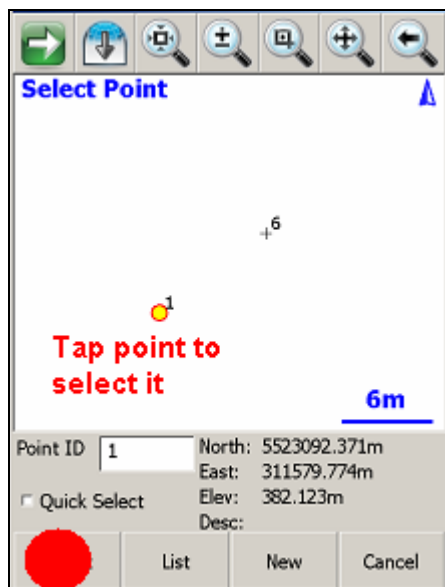 Select Point
6
1
Tap point to
select it
6m
Point ID 1 North: 5523092.371m
East: 311579.774m
Quick Select Elev: 382.123m
Desc:
List New Cancel